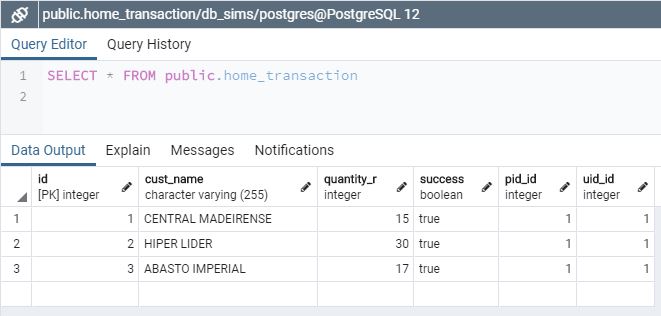 public.home_transaction/db_sims/postgres@PostgreSQL 12
Query Editor Query History
1 SELECT * FROM public.home_transaction
2
Data Output Explain Messages Notifications
id cust_name quantity_r success pid_id uid_id
[PK] integer character varying (255) integer boolean integer integer
1 1 CENTRAL MADEIRENSE 15 true 1 1
2 2 HIPER LIDER 30 true 1 1
3 3 ABASTO IMPERIAL 17 true 1 1